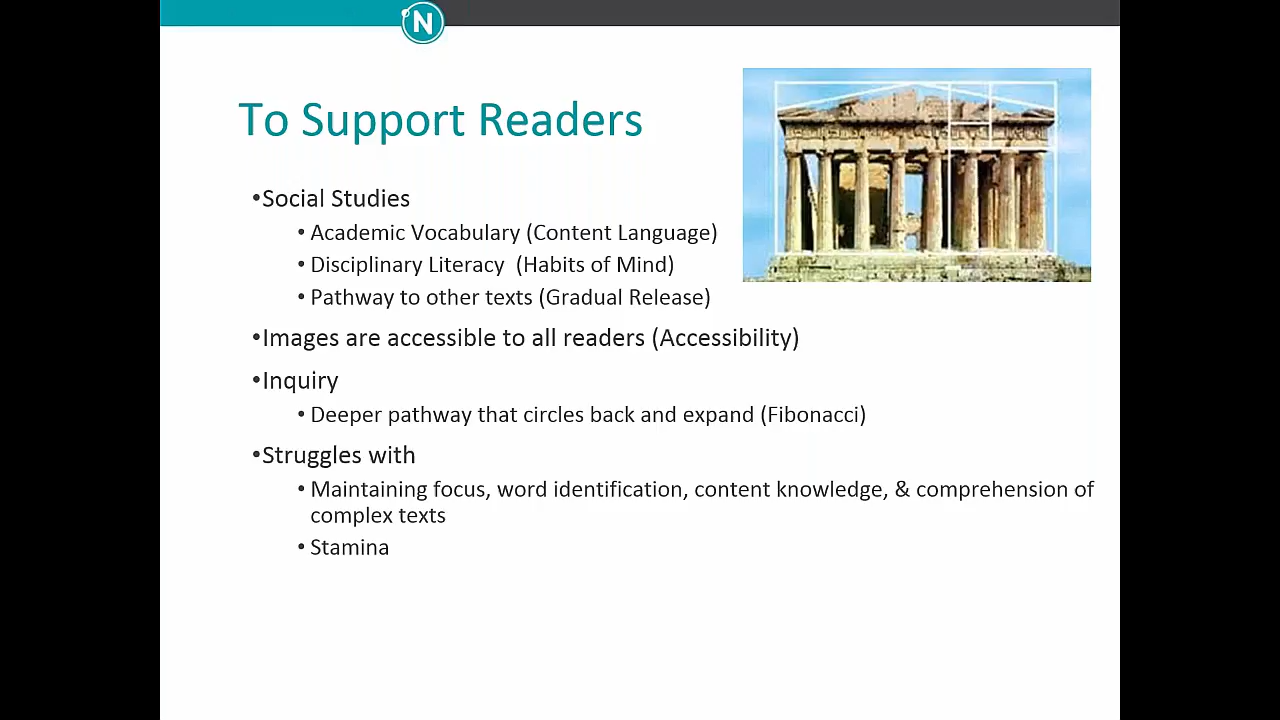 N
To Support Readers
•Social Studies
• Academic Vocabulary (Content Language)
• Disciplinary Literacy  (Habits of Mind)
• Pathway to other texts (Gradual Release)
•Images are accessible to all readers (Accessibility)
•Inquiry
• Deeper pathway that circles back and expand (Fibonacci)
•Struggles with
• Maintaining focus, word identification, content knowledge, & comprehension of
complex texts
• Stamina